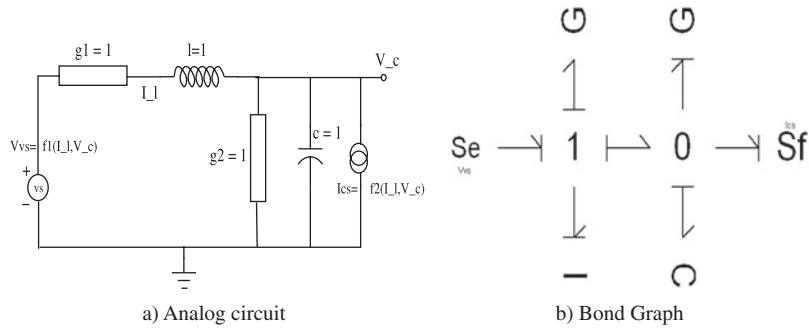 g1 = 1
l=1
V_c
I_l
Vvs= f1(I_l,V_c)
+
vs
−
g2 = 1
c = 1
Ics= f2(I_l,V_c)
a) Analog circuit
G G
Se 1 0 Sf
Vvs
Ics
I C
b) Bond Graph